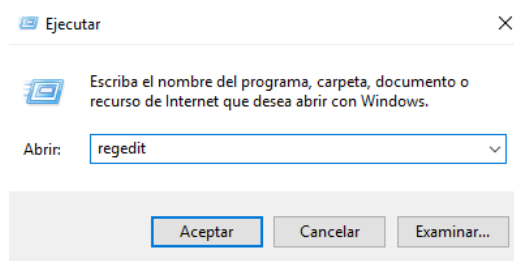 Ejecutar
Escriba el nombre del programa, carpeta, documento o
recurso de Internet que desea abrir con Windows.
Abrir: regedit
Aceptar Cancelar Examinar...